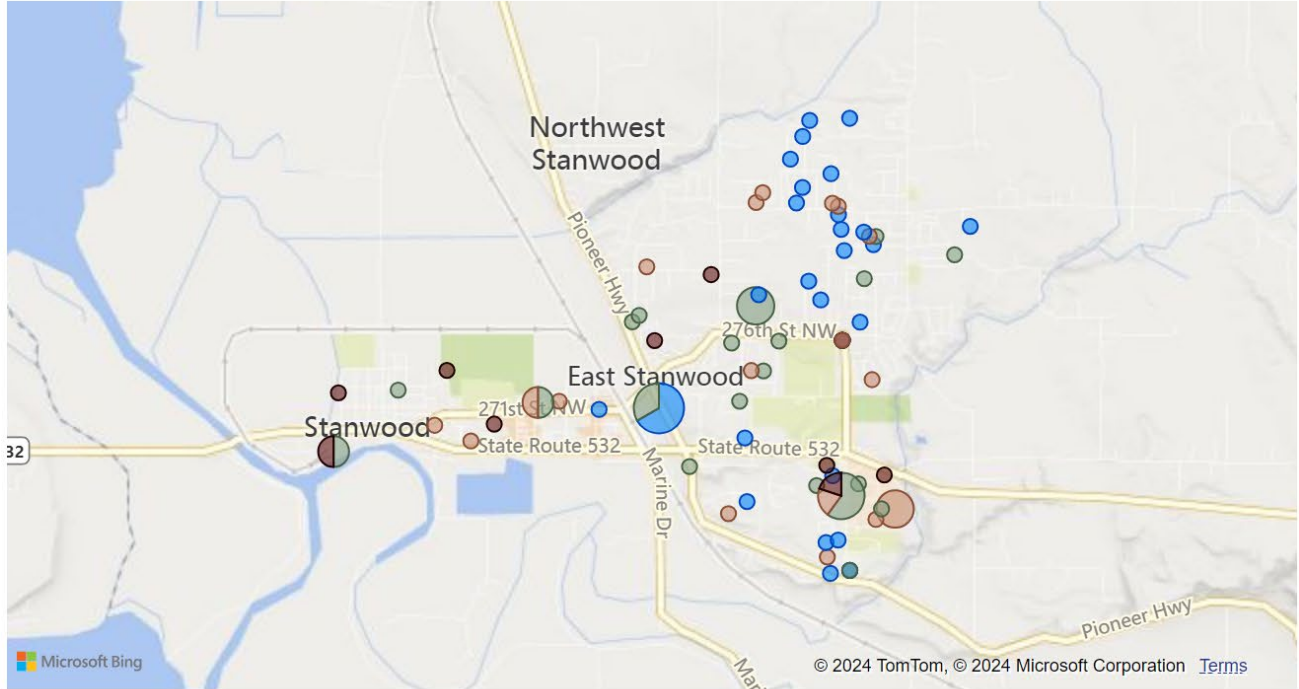 Northwest
Stanwood
Pioneer Hwy
276th St NW
East Stanwood
271st St NW
Stanwood
State Route 532
State Route 532
32
Marine Dr
Pioneer Hwy
Microsoft Bing
Mari
© 2024 TomTom, © 2024 Microsoft Corporation Terms